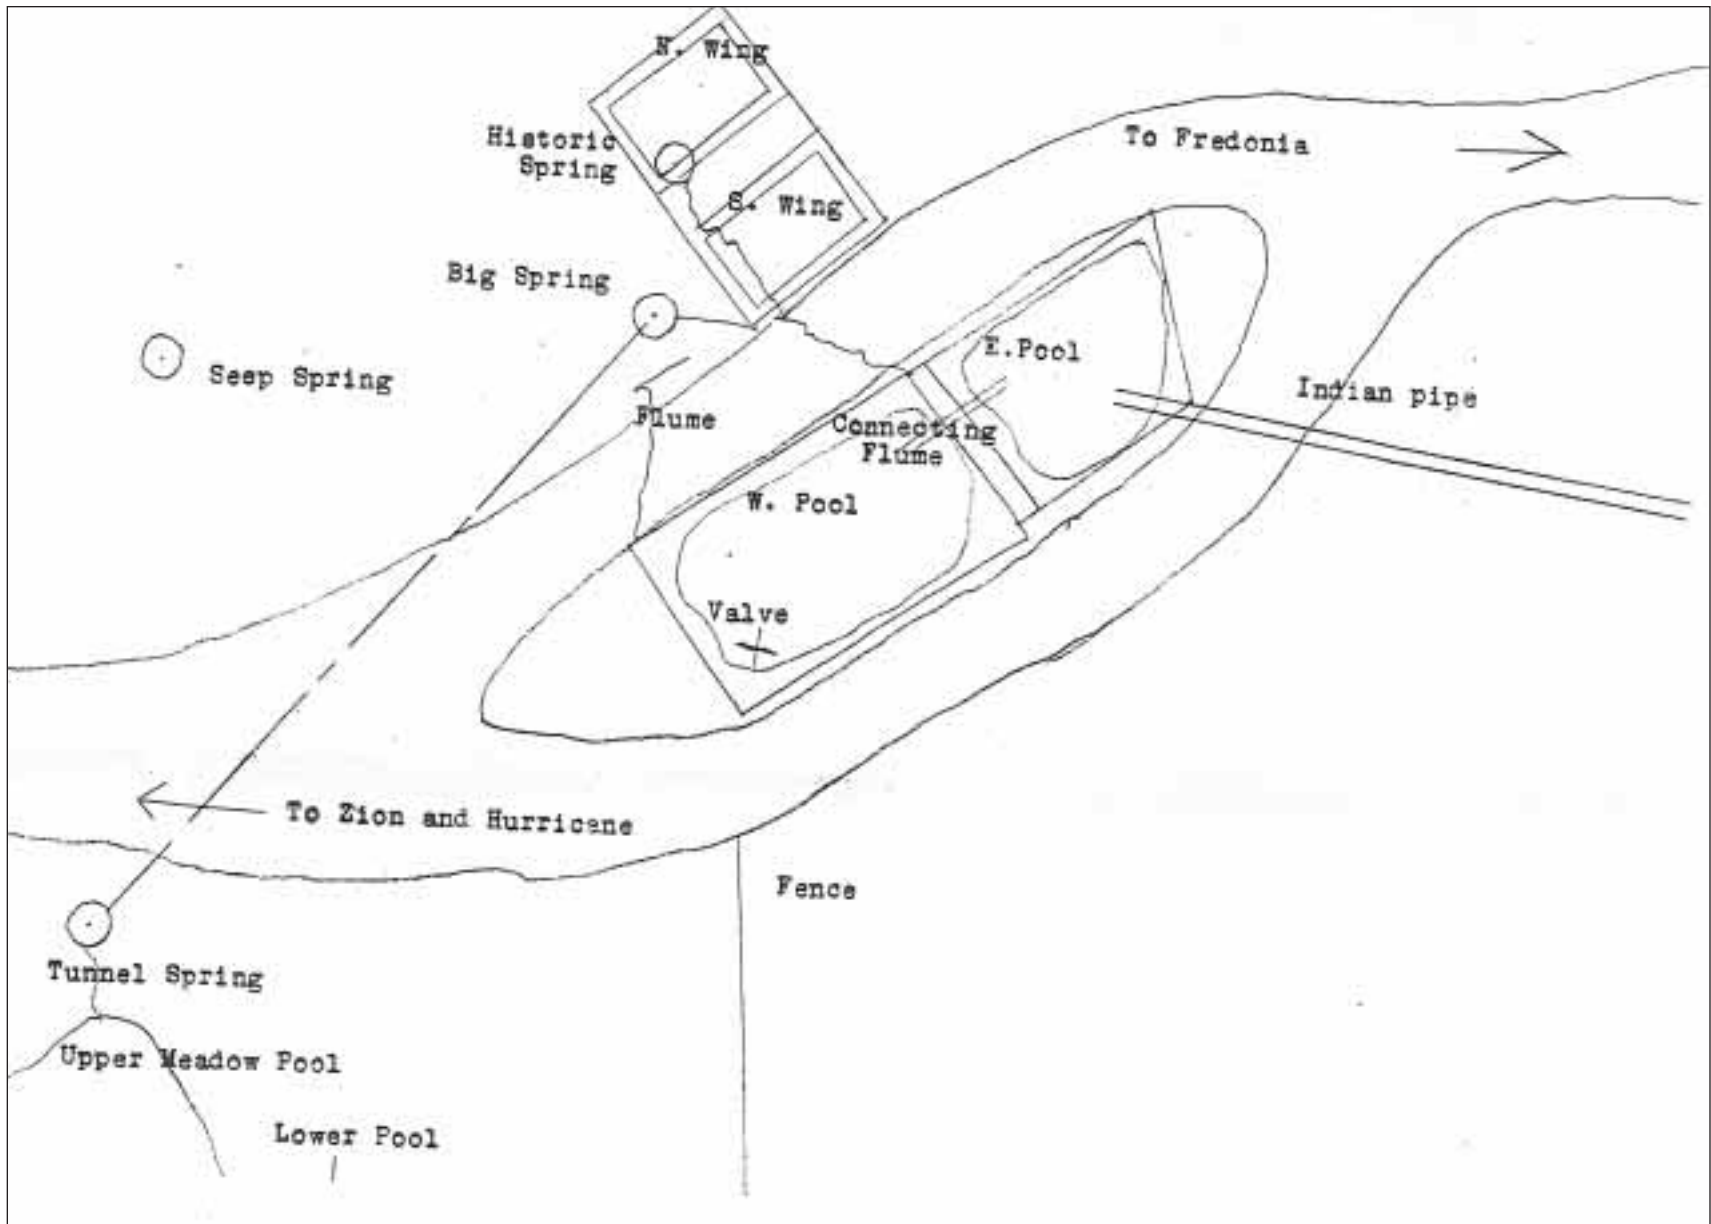 N. Wing
Historic
Spring
To Fredonia
S. Wing
Big Spring
E.Pool
Seep Spring
Indian pipe
Flume
Connecting
Flume
W. Pool
Valve
To Zion and Hurricane
Fence
Tunnel Spring
Upper Meadow Pool
Lower Pool